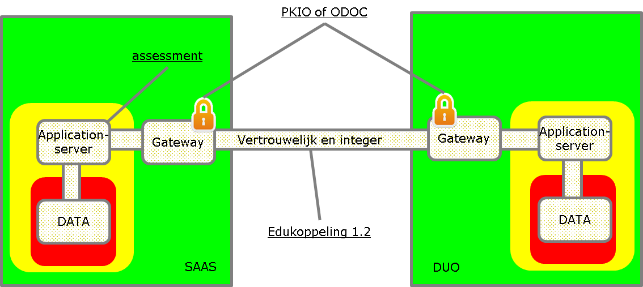 PKIO of ODOC
assessment
Application-
server
Gateway
Vertrouwelijk en integer
Gateway
Application-
server
DATA
DATA
Edukoppeling 1.2
SAAS
DUO